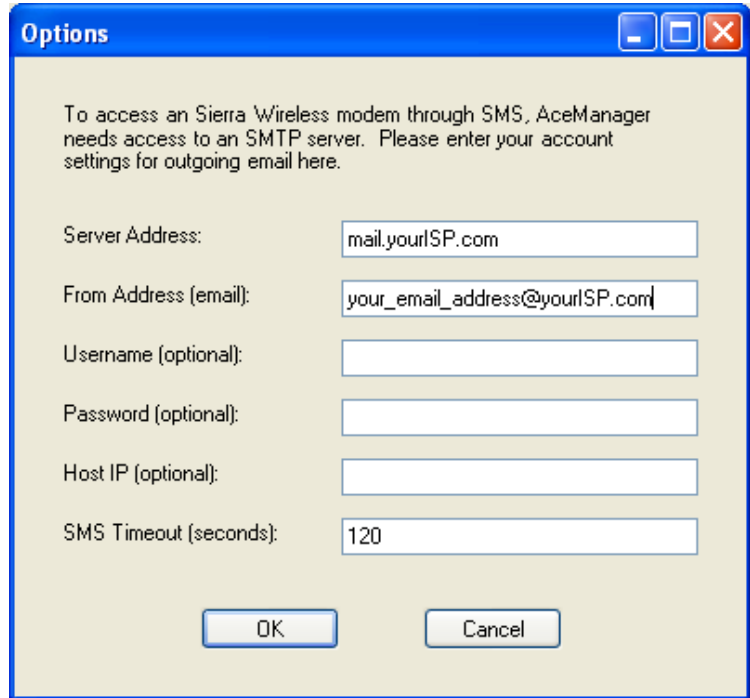 Options
To access an Sierra Wireless modem through SMS, AceManager
needs access to an SMTP server.  Please enter your account
settings for outgoing email here.
Server Address: mail.yourISP.com
From Address (email): your_email_address@yourISP.com
Username (optional):
Password (optional):
Host IP (optional):
SMS Timeout (seconds): 120
OK Cancel